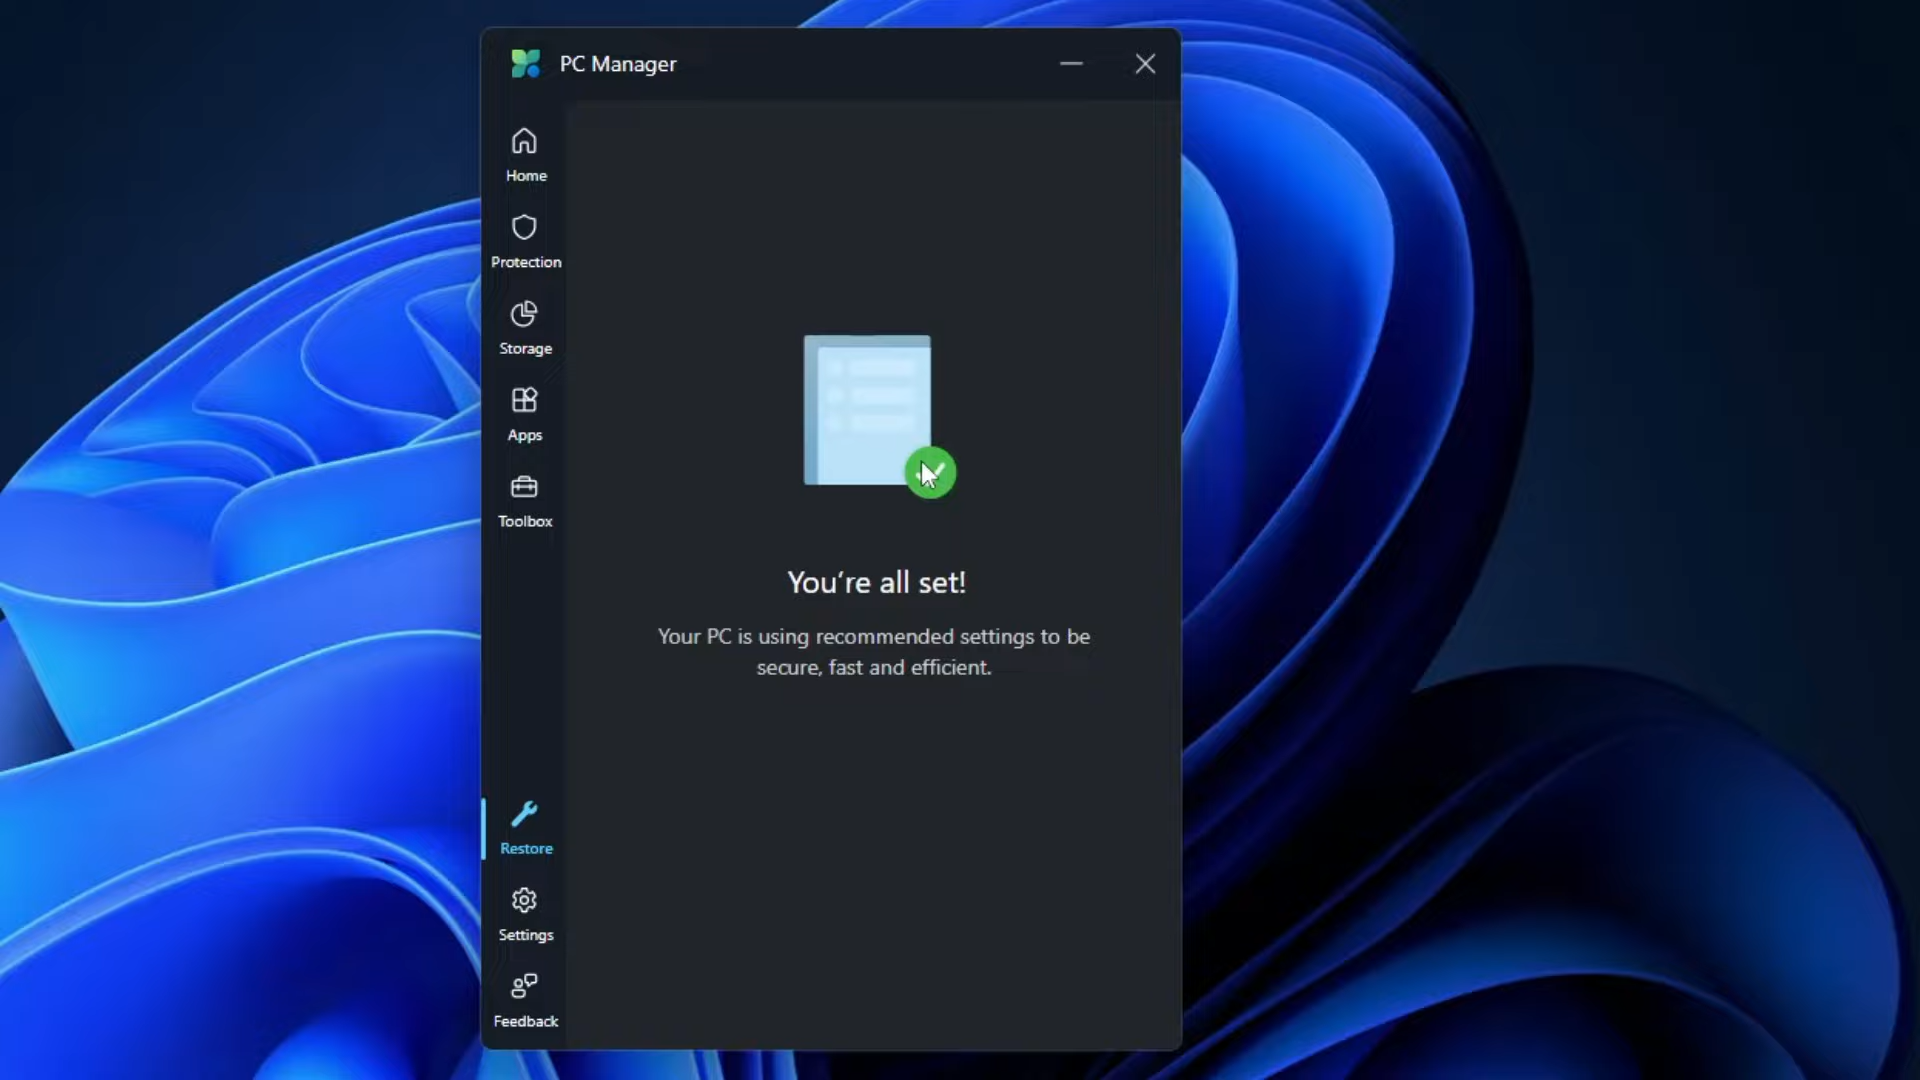 PC Manager
Home
Protection
Storage
Apps
Toolbox
You’re all set!
Your PC is using recommended settings to be
secure, fast and efficient.
Restore
Settings
Feedback